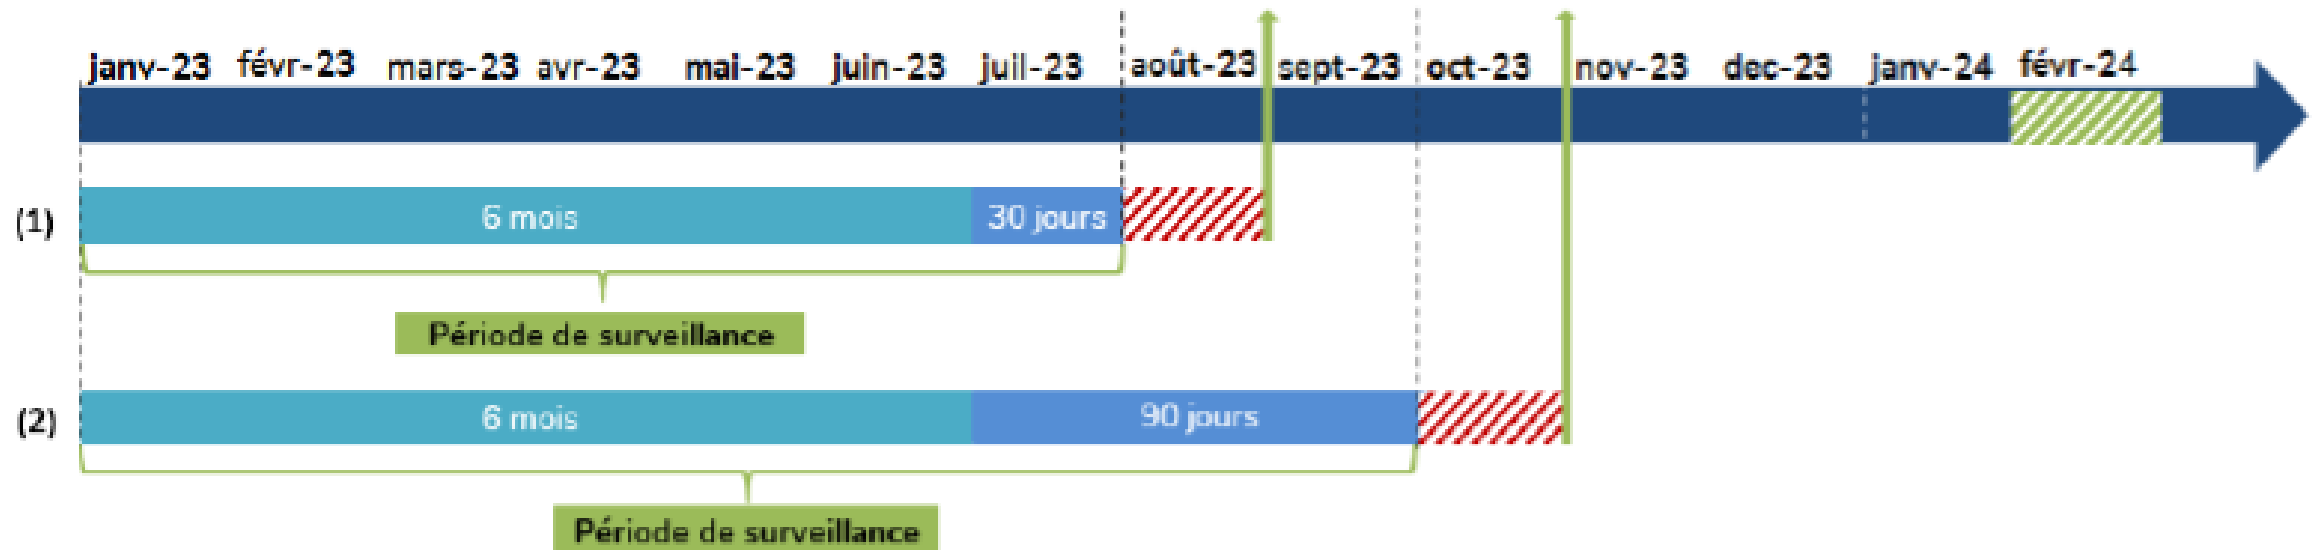 janv-23 févr-23 mars-23 avr-23 mai-23 juin-23 juil-23 août-23 sept-23 oct-23 nov-23 dec-23 janv-24 févr-24
(1) 6 mois 30 jours
Période de surveillance
(2) 6 mois 90 jours
Période de surveillance